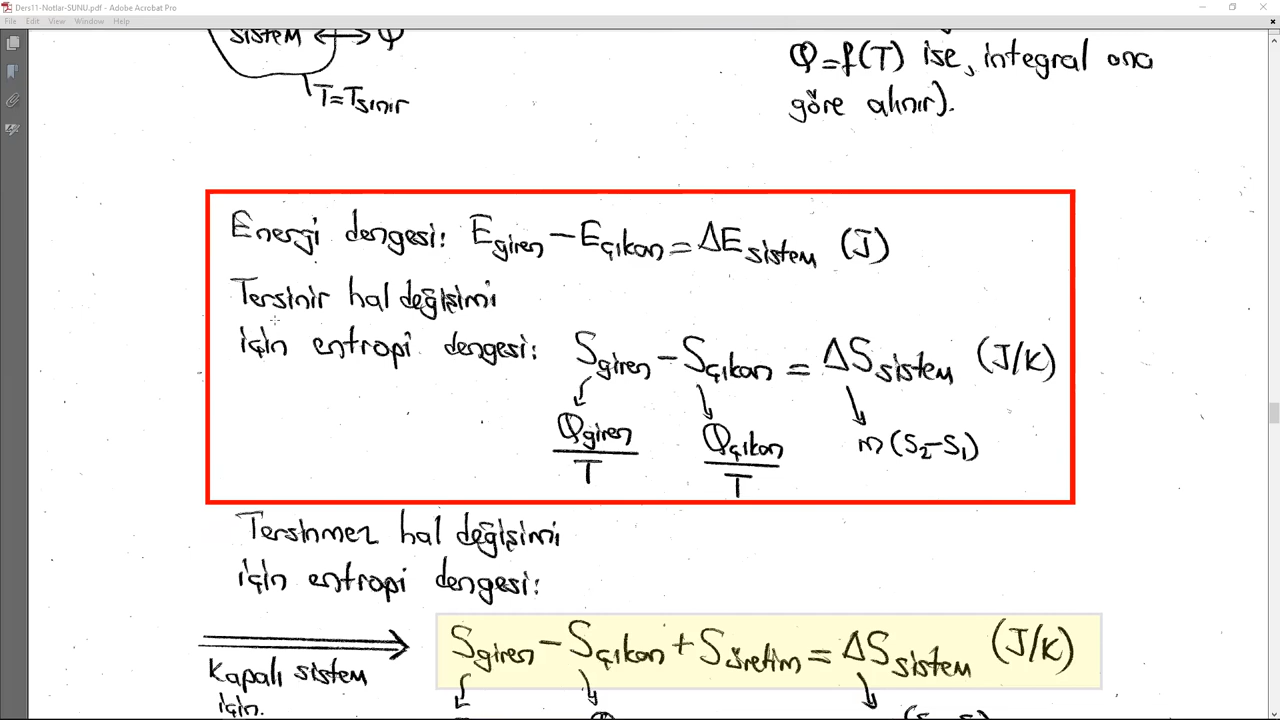 Ders11-Notlar-SUNU.pdf - Adobe Acrobat Pro
File Edit View Window Help
sistem Q
T=Tsınır
Q=f(T) ise, integral ona
göre alınır).
Enerji dengesi: Egiren - Eçıkan = ΔEsistem (J)
Tersinir hal değişimi
için entropi dengesi: Sgiren - Sçıkan = ΔSsistem (J/K)
Qgiren/T Qçıkan/T m(S2-S1)
Tersinmez hal değişimi
için entropi dengesi:
Sgiren - Sçıkan + Süretim = ΔSsistem (J/K)
Kapalı sistem
için.